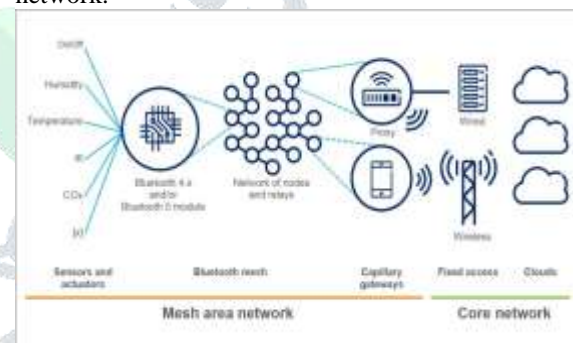 network.
On/off
Humidity
Temperature
IR
CO₂
[x]
Bluetooth 4.x
and/or
Bluetooth 5 module
Network of nodes
and relays
Proxy
Wired
Wireless
Sensors and
actuators
Bluetooth mesh
Capillary
gateways
Fixed access
Clouds
Mesh area network
Core network